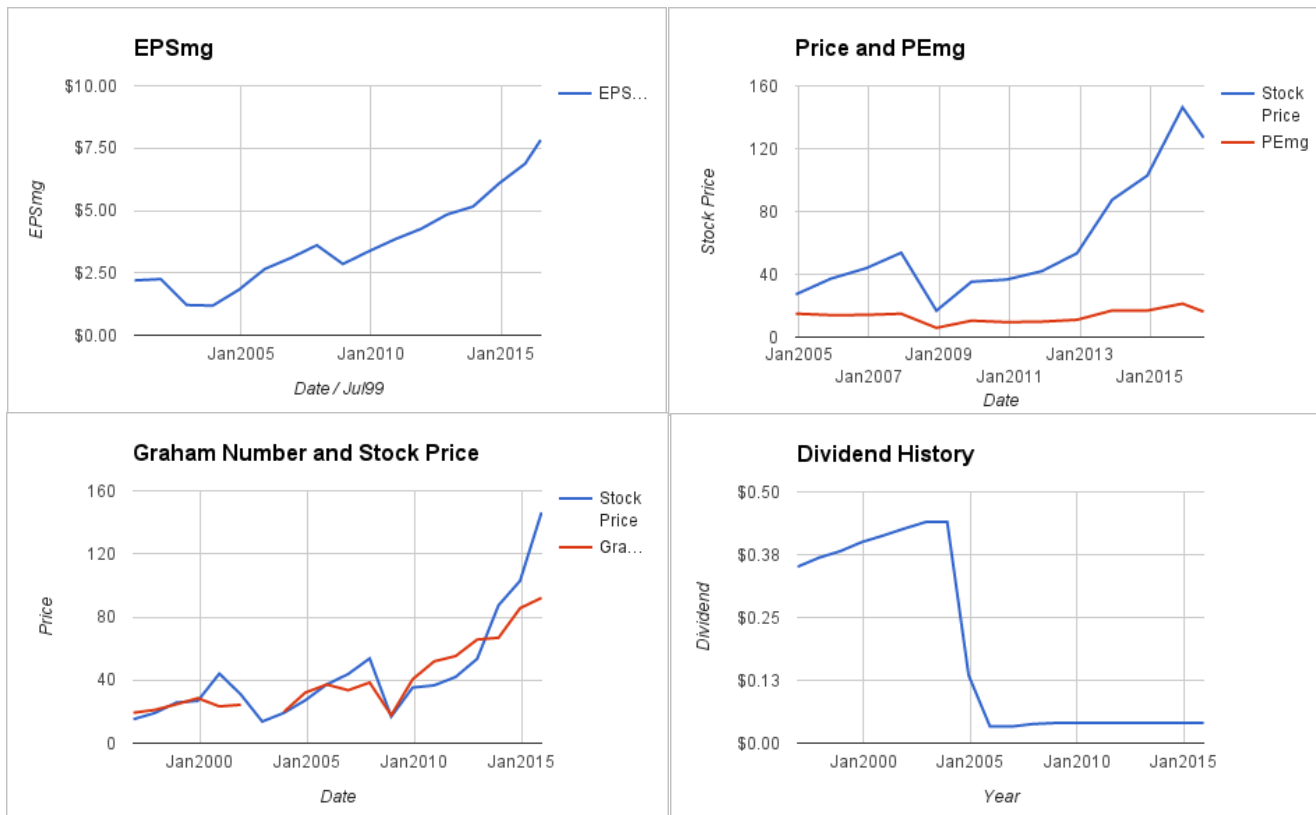 EPSmg
$10.00
$7.50
$5.00
$2.50
$0.00
EPSmg
Jan2005 Jan2010 Jan2015
Date / Jul99
EPS...
Price and PEmg
160
120
80
40
0
Stock Price
Jan2005 Jan2009 Jan2013
Jan2007 Jan2011 Jan2015
Date
Stock
Price
PEmg
Graham Number and Stock Price
160
120
80
40
0
Price
Jan2000 Jan2005 Jan2010 Jan2015
Date
Stock
Price
Gra...
Dividend History
$0.50
$0.38
$0.25
$0.13
$0.00
Dividend
Jan2000 Jan2005 Jan2010 Jan2015
Year